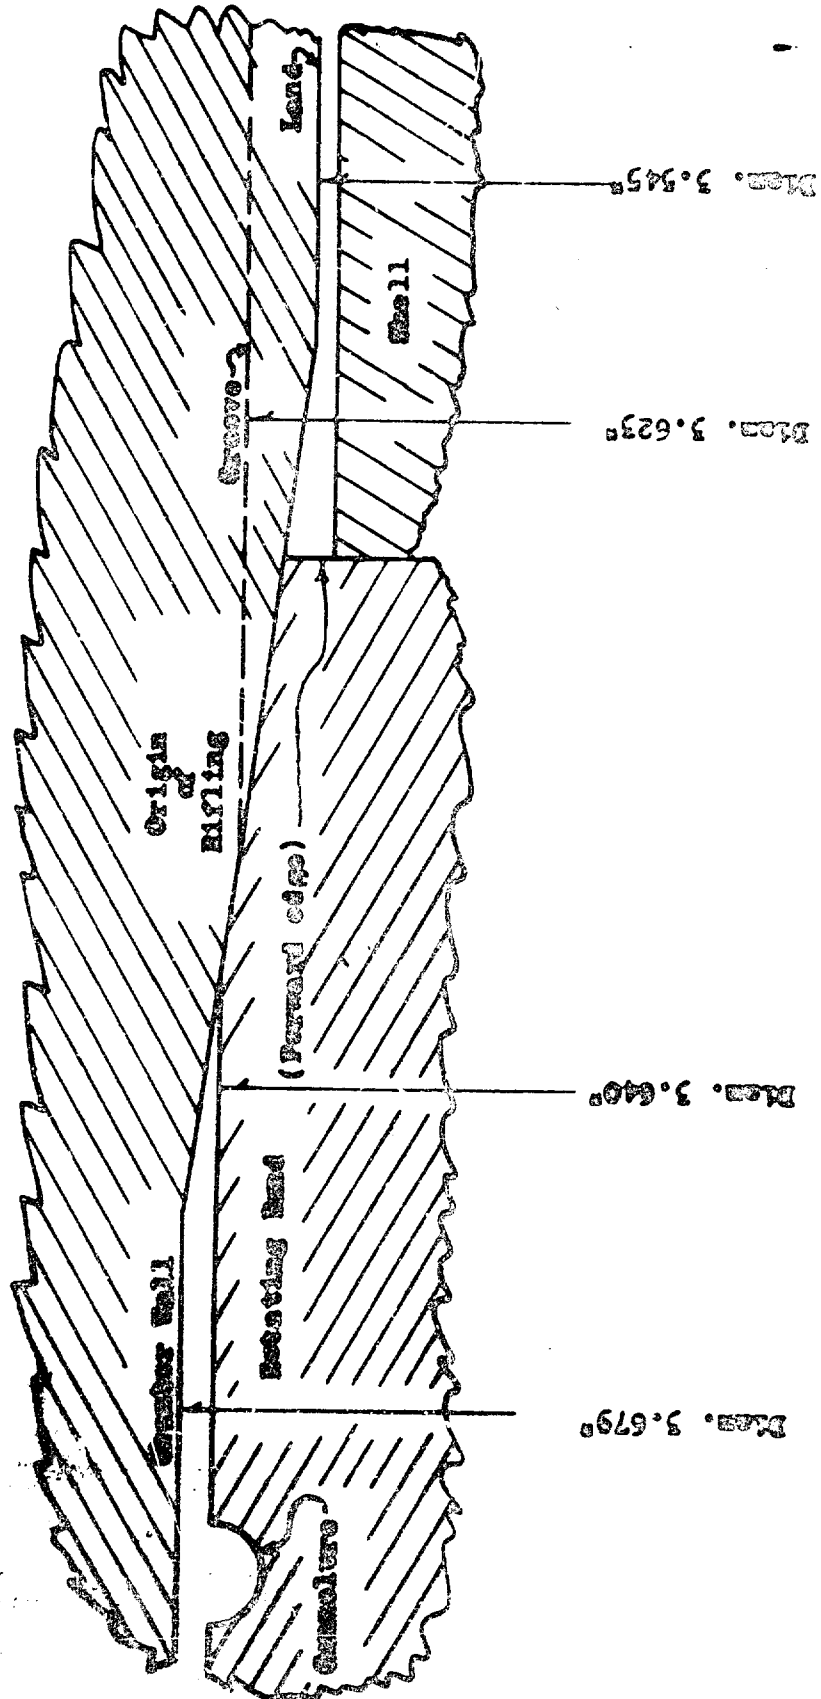 Land
Diam. 3.545"
Shell
Groove
Diam. 3.623"
Origin
of
Rifling
(Forward edge)
Diam. 3.640"
Rotating Band
Chamber Wall
Diam. 3.679"
Cannelure